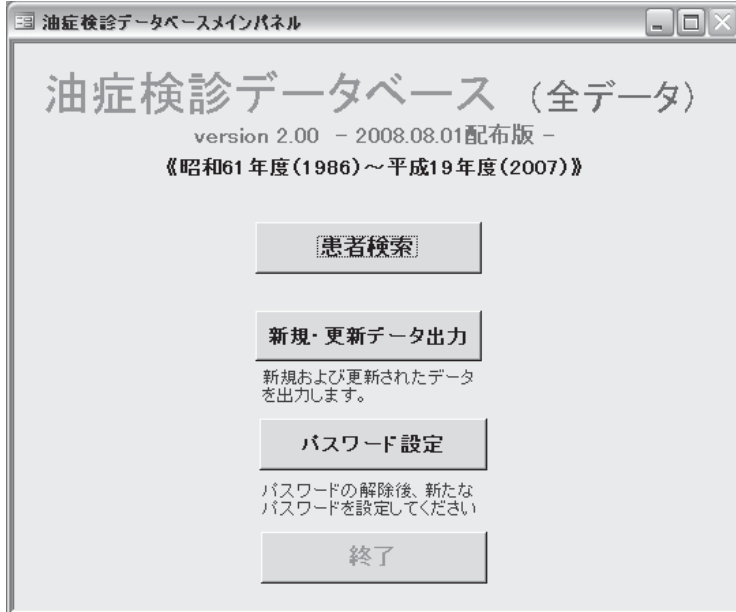 油症検診データベースメインパネル
油症検診データベース（全データ）
version 2.00 － 2008.08.01配布版 －
《昭和61年度(1986)～平成19年度(2007)》
患者検索
新規・更新データ出力
新規および更新されたデータ
を出力します。
パスワード設定
パスワードの解除後、新たな
パスワードを設定してください
終了